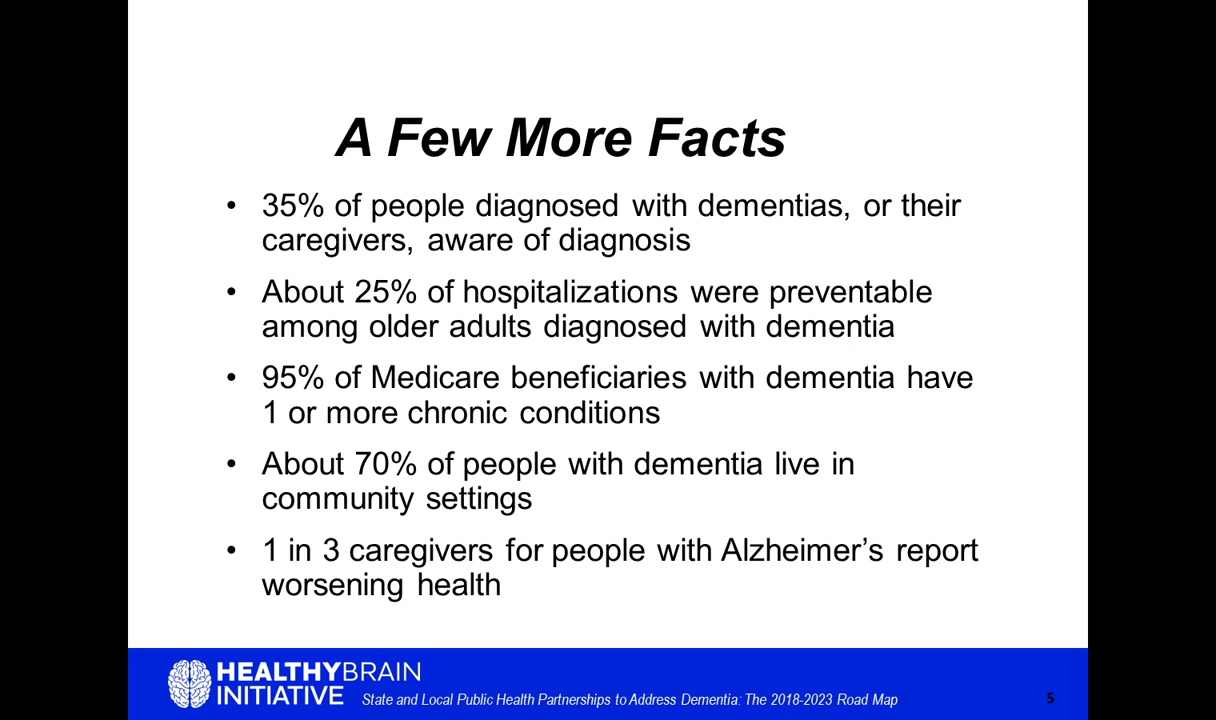 A Few More Facts
• 35% of people diagnosed with dementias, or their
caregivers, aware of diagnosis
• About 25% of hospitalizations were preventable
among older adults diagnosed with dementia
• 95% of Medicare beneficiaries with dementia have
1 or more chronic conditions
• About 70% of people with dementia live in
community settings
• 1 in 3 caregivers for people with Alzheimer’s report
worsening health
HEALTHYBRAIN
INITIATIVE
State and Local Public Health Partnerships to Address Dementia: The 2018-2023 Road Map
5